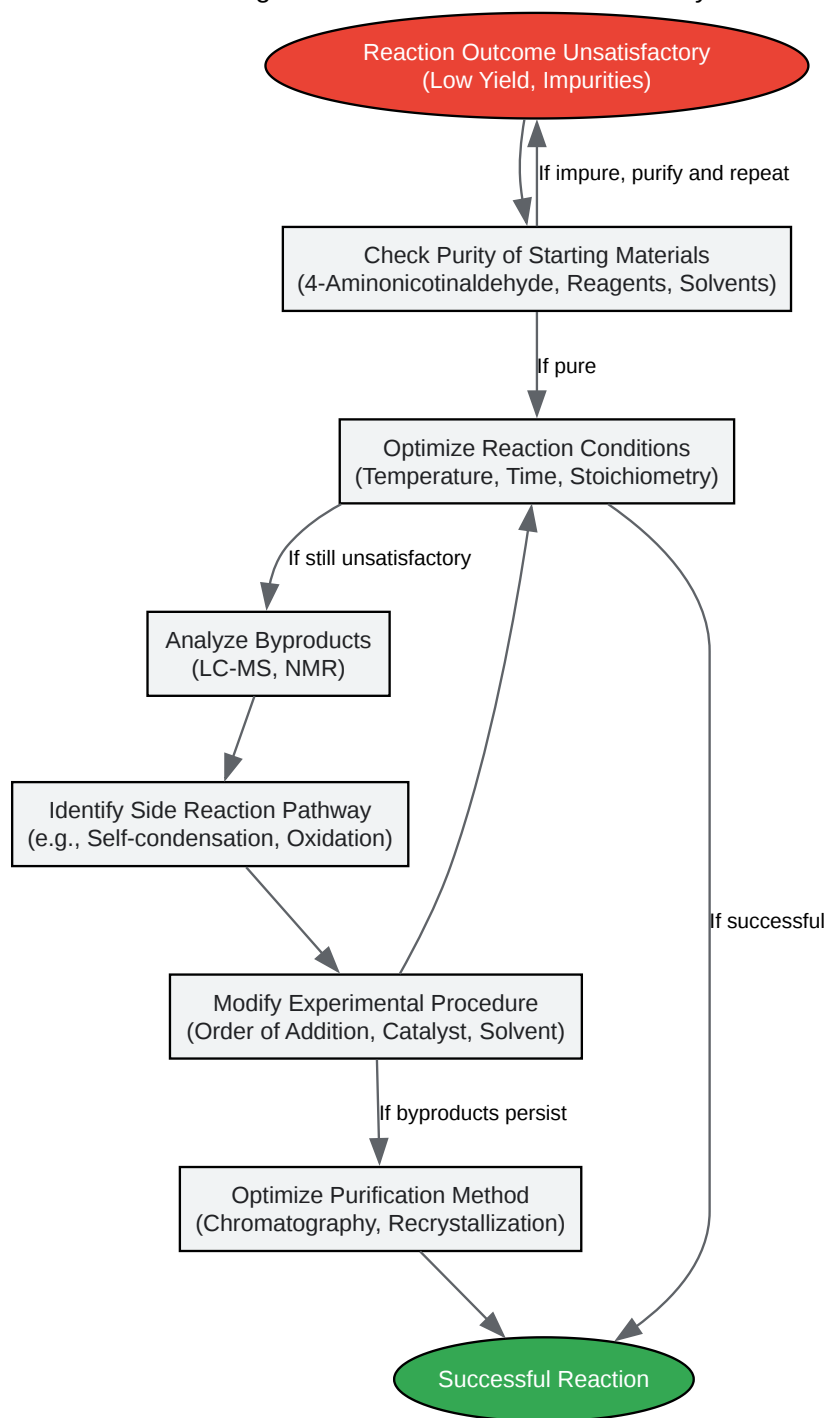 Reaction Outcome Unsatisfactory
(Low Yield, Impurities)
If impure, purify and repeat
Check Purity of Starting Materials
(4-Aminonicotinaldehyde, Reagents, Solvents)
If pure
Optimize Reaction Conditions
(Temperature, Time, Stoichiometry)
If still unsatisfactory
Analyze Byproducts
(LC-MS, NMR)
Identify Side Reaction Pathway
(e.g., Self-condensation, Oxidation)
If successful
Modify Experimental Procedure
(Order of Addition, Catalyst, Solvent)
If byproducts persist
Optimize Purification Method
(Chromatography, Recrystallization)
Successful Reaction